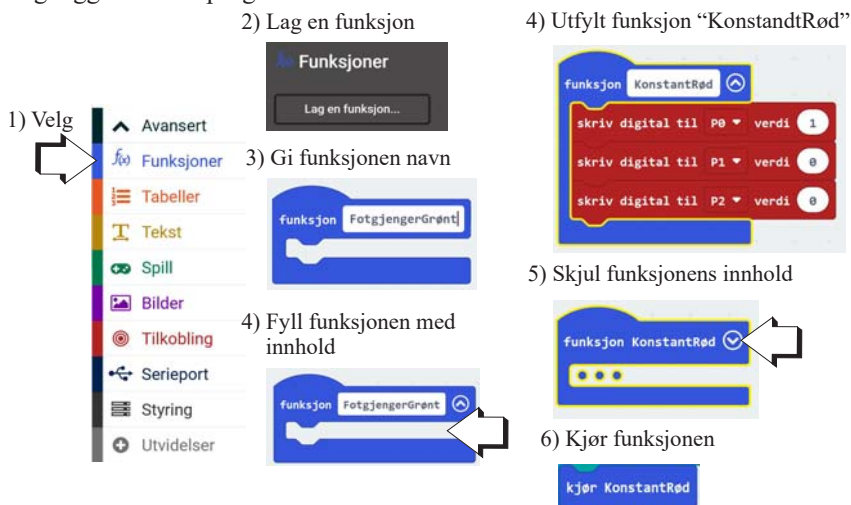 2) Lag en funksjon
Funksjoner
Lag en funksjon...
1) Velg
Avansert
f(x) Funksjoner
Tabeller
Tekst
Spill
Bilder
Tilkobling
Serieport
Styring
Utvidelser
3) Gi funksjonen navn
funksjon FotgjengerGrønt
4) Fyll funksjonen med
innhold
funksjon FotgjengerGrønt
4) Utfylt funksjon “KonstandtRød”
funksjon KonstantRød
skriv digital til P0 verdi 1
skriv digital til P1 verdi 0
skriv digital til P2 verdi 0
5) Skjul funksjonens innhold
funksjon KonstantRød
6) Kjør funksjonen
kjør KonstantRød